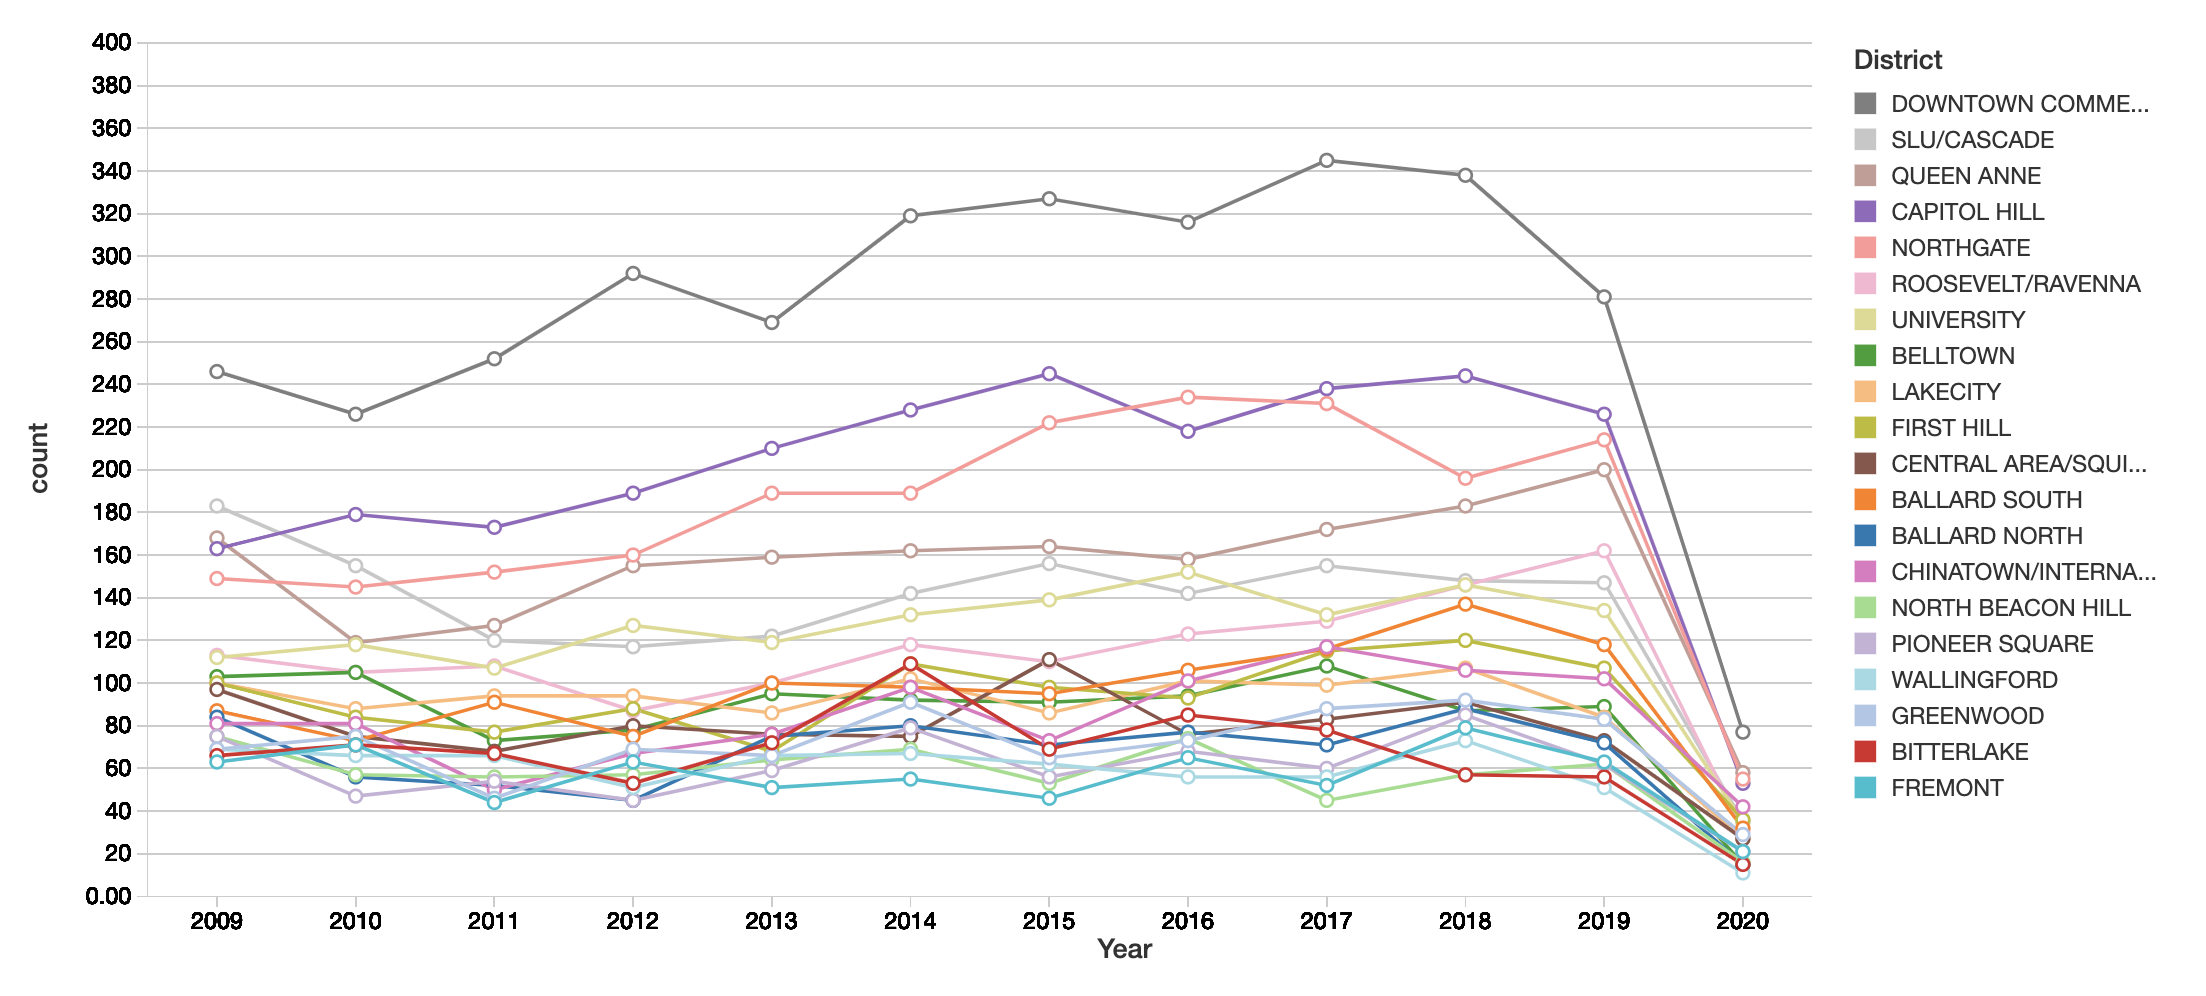 400
380
360
340
320
300
280
260
240
220
200
180
160
140
120
100
80
60
40
20
0.00
count
2009 2010 2011 2012 2013 2014 2015 2016 2017 2018 2019 2020
Year
District
DOWNTOWN COMME...
SLU/CASCADE
QUEEN ANNE
CAPITOL HILL
NORTHGATE
ROOSEVELT/RAVENNA
UNIVERSITY
BELLTOWN
LAKECITY
FIRST HILL
CENTRAL AREA/SQUI...
BALLARD SOUTH
BALLARD NORTH
CHINATOWN/INTERNA...
NORTH BEACON HILL
PIONEER SQUARE
WALLINGFORD
GREENWOOD
BITTERLAKE
FREMONT